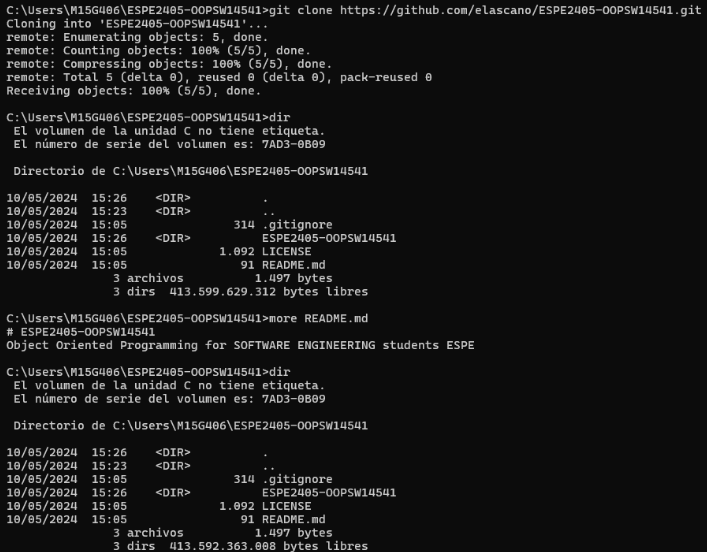 C:\Users\M15G406\ESPE2405-OOPSW14541>git clone https://github.com/elascano/ESPE2405-OOPSW14541.git
Cloning into 'ESPE2405-OOPSW14541'...
remote: Enumerating objects: 5, done.
remote: Counting objects: 100% (5/5), done.
remote: Compressing objects: 100% (5/5), done.
remote: Total 5 (delta 0), reused 0 (delta 0), pack-reused 0
Receiving objects: 100% (5/5), done.
C:\Users\M15G406\ESPE2405-OOPSW14541>dir
El volumen de la unidad C no tiene etiqueta.
El número de serie del volumen es: 7AD3-0B09
Directorio de C:\Users\M15G406\ESPE2405-OOPSW14541
10/05/2024  15:26    <DIR>          .
10/05/2024  15:23    <DIR>          ..
10/05/2024  15:05               314 .gitignore
10/05/2024  15:26    <DIR>          ESPE2405-OOPSW14541
10/05/2024  15:05             1.092 LICENSE
10/05/2024  15:05                91 README.md
3 archivos          1.497 bytes
3 dirs  413.599.629.312 bytes libres
C:\Users\M15G406\ESPE2405-OOPSW14541>more README.md
# ESPE2405-OOPSW14541
Object Oriented Programming for SOFTWARE ENGINEERING students ESPE
C:\Users\M15G406\ESPE2405-OOPSW14541>dir
El volumen de la unidad C no tiene etiqueta.
El número de serie del volumen es: 7AD3-0B09
Directorio de C:\Users\M15G406\ESPE2405-OOPSW14541
10/05/2024  15:26    <DIR>          .
10/05/2024  15:23    <DIR>          ..
10/05/2024  15:05               314 .gitignore
10/05/2024  15:26    <DIR>          ESPE2405-OOPSW14541
10/05/2024  15:05             1.092 LICENSE
10/05/2024  15:05                91 README.md
3 archivos          1.497 bytes
3 dirs  413.592.363.008 bytes libres